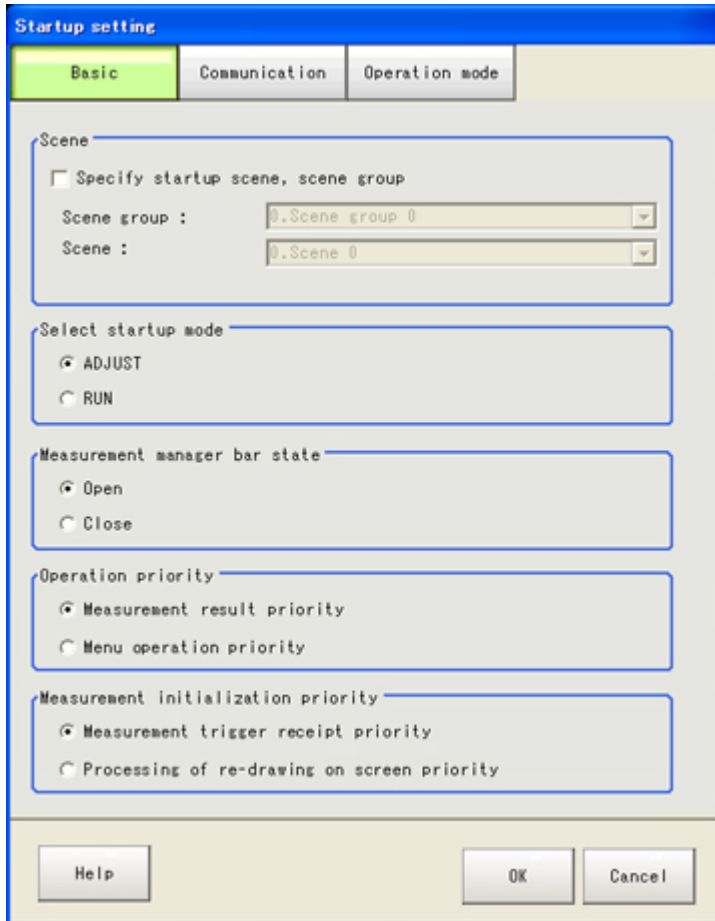 Startup setting
Basic Communication Operation mode
Scene
Specify startup scene, scene group
Scene group : 0.Scene group 0
Scene : 0.Scene 0
Select startup mode
ADJUST
RUN
Measurement manager bar state
Open
Close
Operation priority
Measurement result priority
Menu operation priority
Measurement initialization priority
Measurement trigger receipt priority
Processing of re-drawing on screen priority
Help OK Cancel